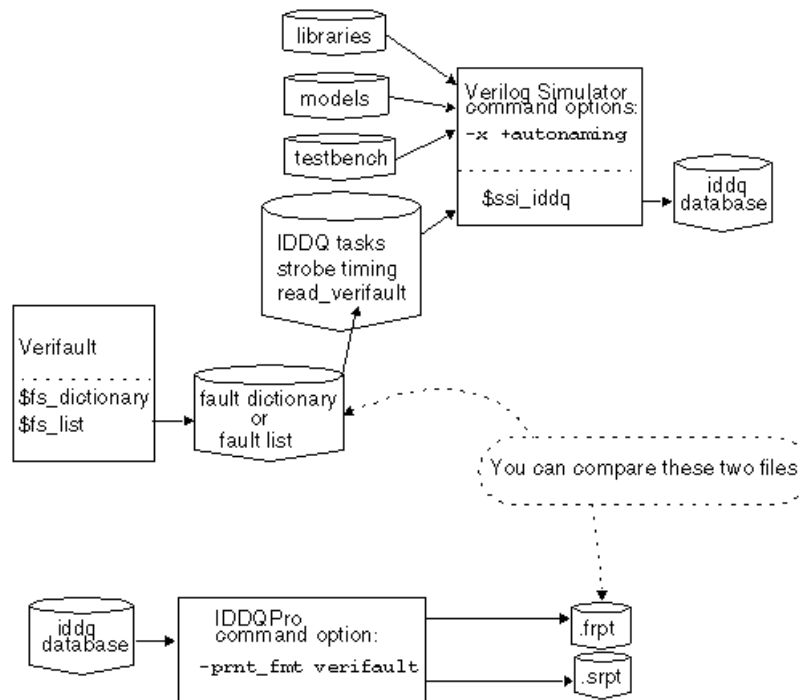 libraries
models
testbench
Verilog Simulator
command options:
-x +autonaming
$ssi_iddq
iddq
database
IDDQ tasks
strobe timing
read_verifault
Verifault
$fs_dictionary
$fs_list
fault dictionary
or
fault list
You can compare these two files
iddq
database
IDDQPro
command option:
-prnt_fmt verifault
.frpt
.srpt